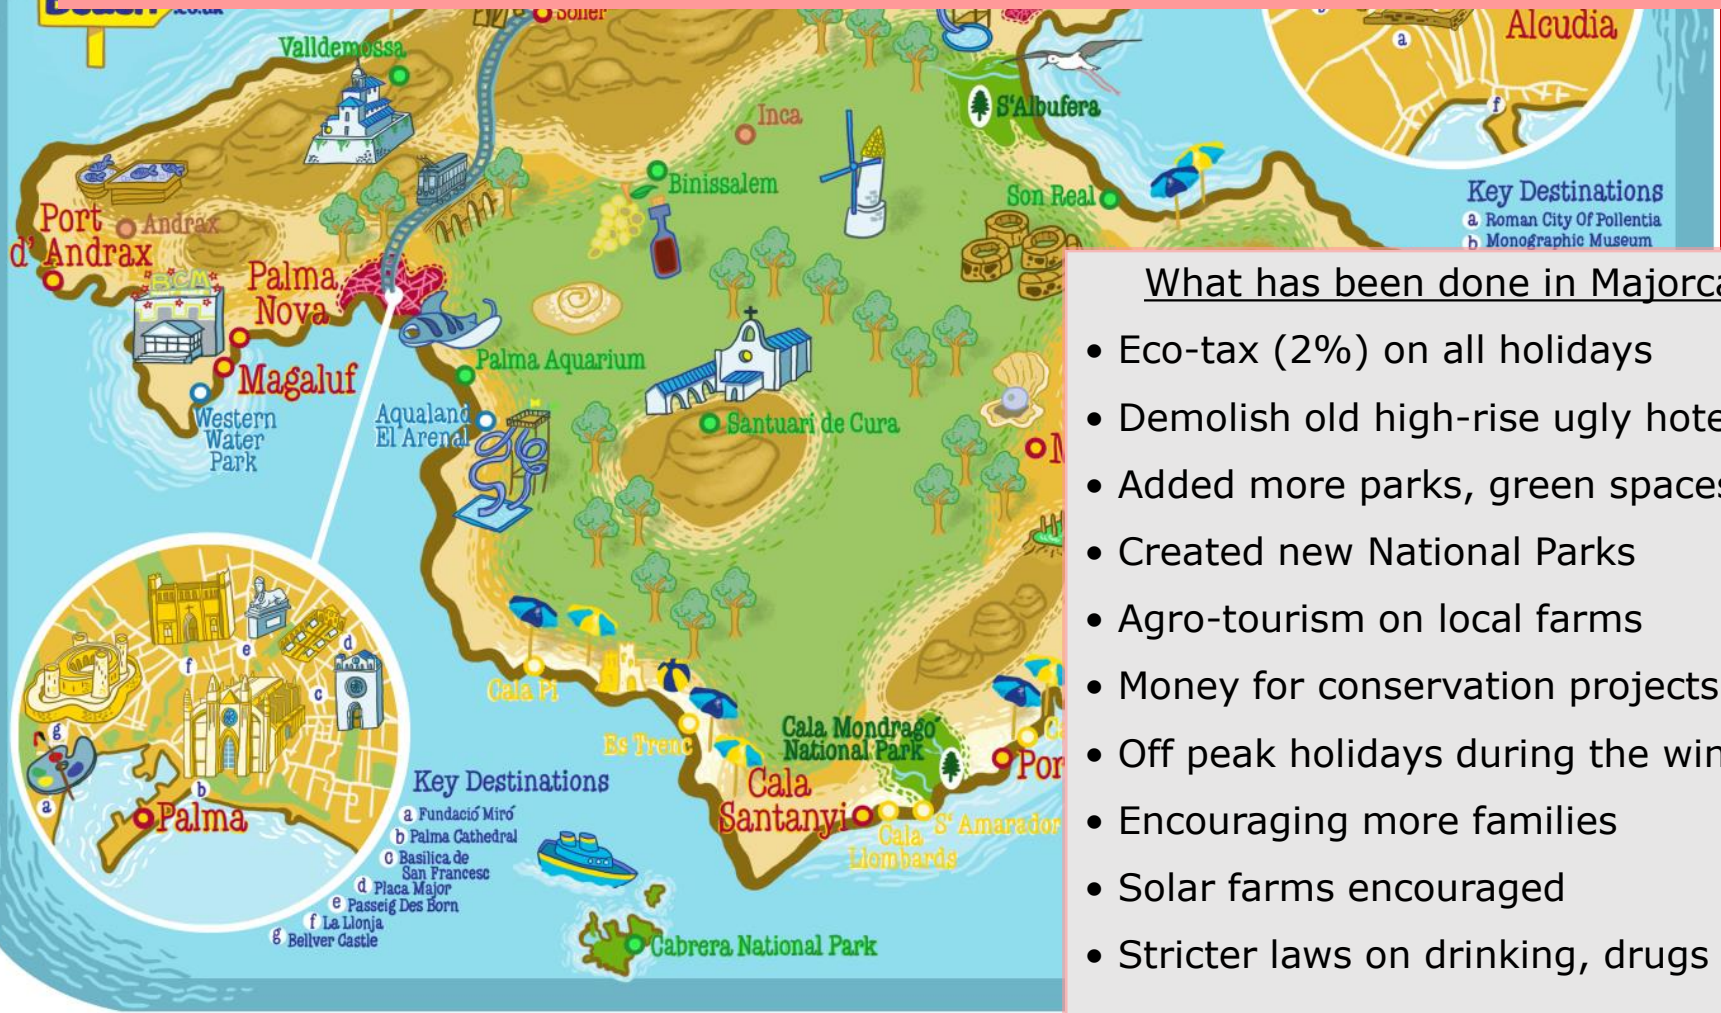 .co.uk
Soller
Valldemossa
Alcudia
a
f
Inca
S'Albufera
Binissalem
Son Real
Key Destinations
a Roman City Of Pollentia
b Monographic Museum
Port
d'Andrax
Andrax
BCM
Palma
Nova
Magaluf
Western
Water
Park
Palma Aquarium
Aqualand
El Arenal
Santuari de Cura
What has been done in Majorca
• Eco-tax (2%) on all holidays
• Demolish old high-rise ugly hote
• Added more parks, green spaces
• Created new National Parks
• Agro-tourism on local farms
• Money for conservation projects
• Off peak holidays during the win
• Encouraging more families
• Solar farms encouraged
• Stricter laws on drinking, drugs
Cala Pi
Es Trenc
Cala Mondragó
National Park
Por
Cala
Santanyi
Cala
Llombards
S'Amarador
f
e
d
c
g
a
b
Palma
Key Destinations
a Fundació Miró
b Palma Cathedral
c Basilica de
San Francesc
d Placa Major
e Passeig Des Born
f La Llonja
g Bellver Castle
Cabrera National Park